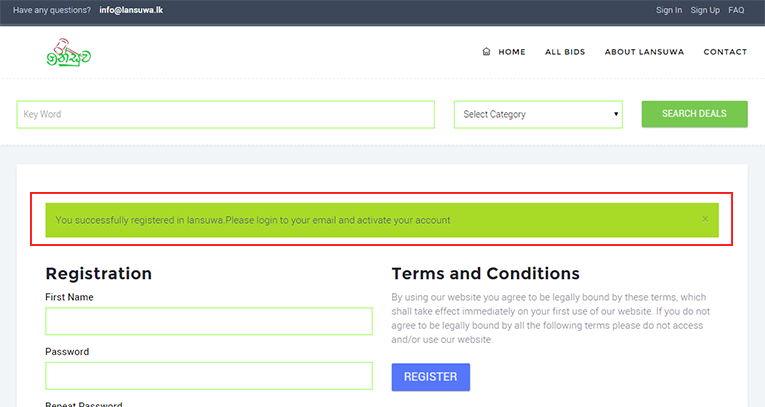 Have any questions? info@lansuwa.lk Sign In Sign Up FAQ
ලන්සුව HOME ALL BIDS ABOUT LANSUWA CONTACT
Key Word Select Category SEARCH DEALS
You successfully registered in lansuwa.Please login to your email and activate your account ×
Registration
First Name
Password
Repeat Password
Terms and Conditions
By using our website you agree to be legally bound by these terms, which
shall take effect immediately on your first use of our website. If you do not
agree to be legally bound by all the following terms please do not access
and/or use our website.
REGISTER